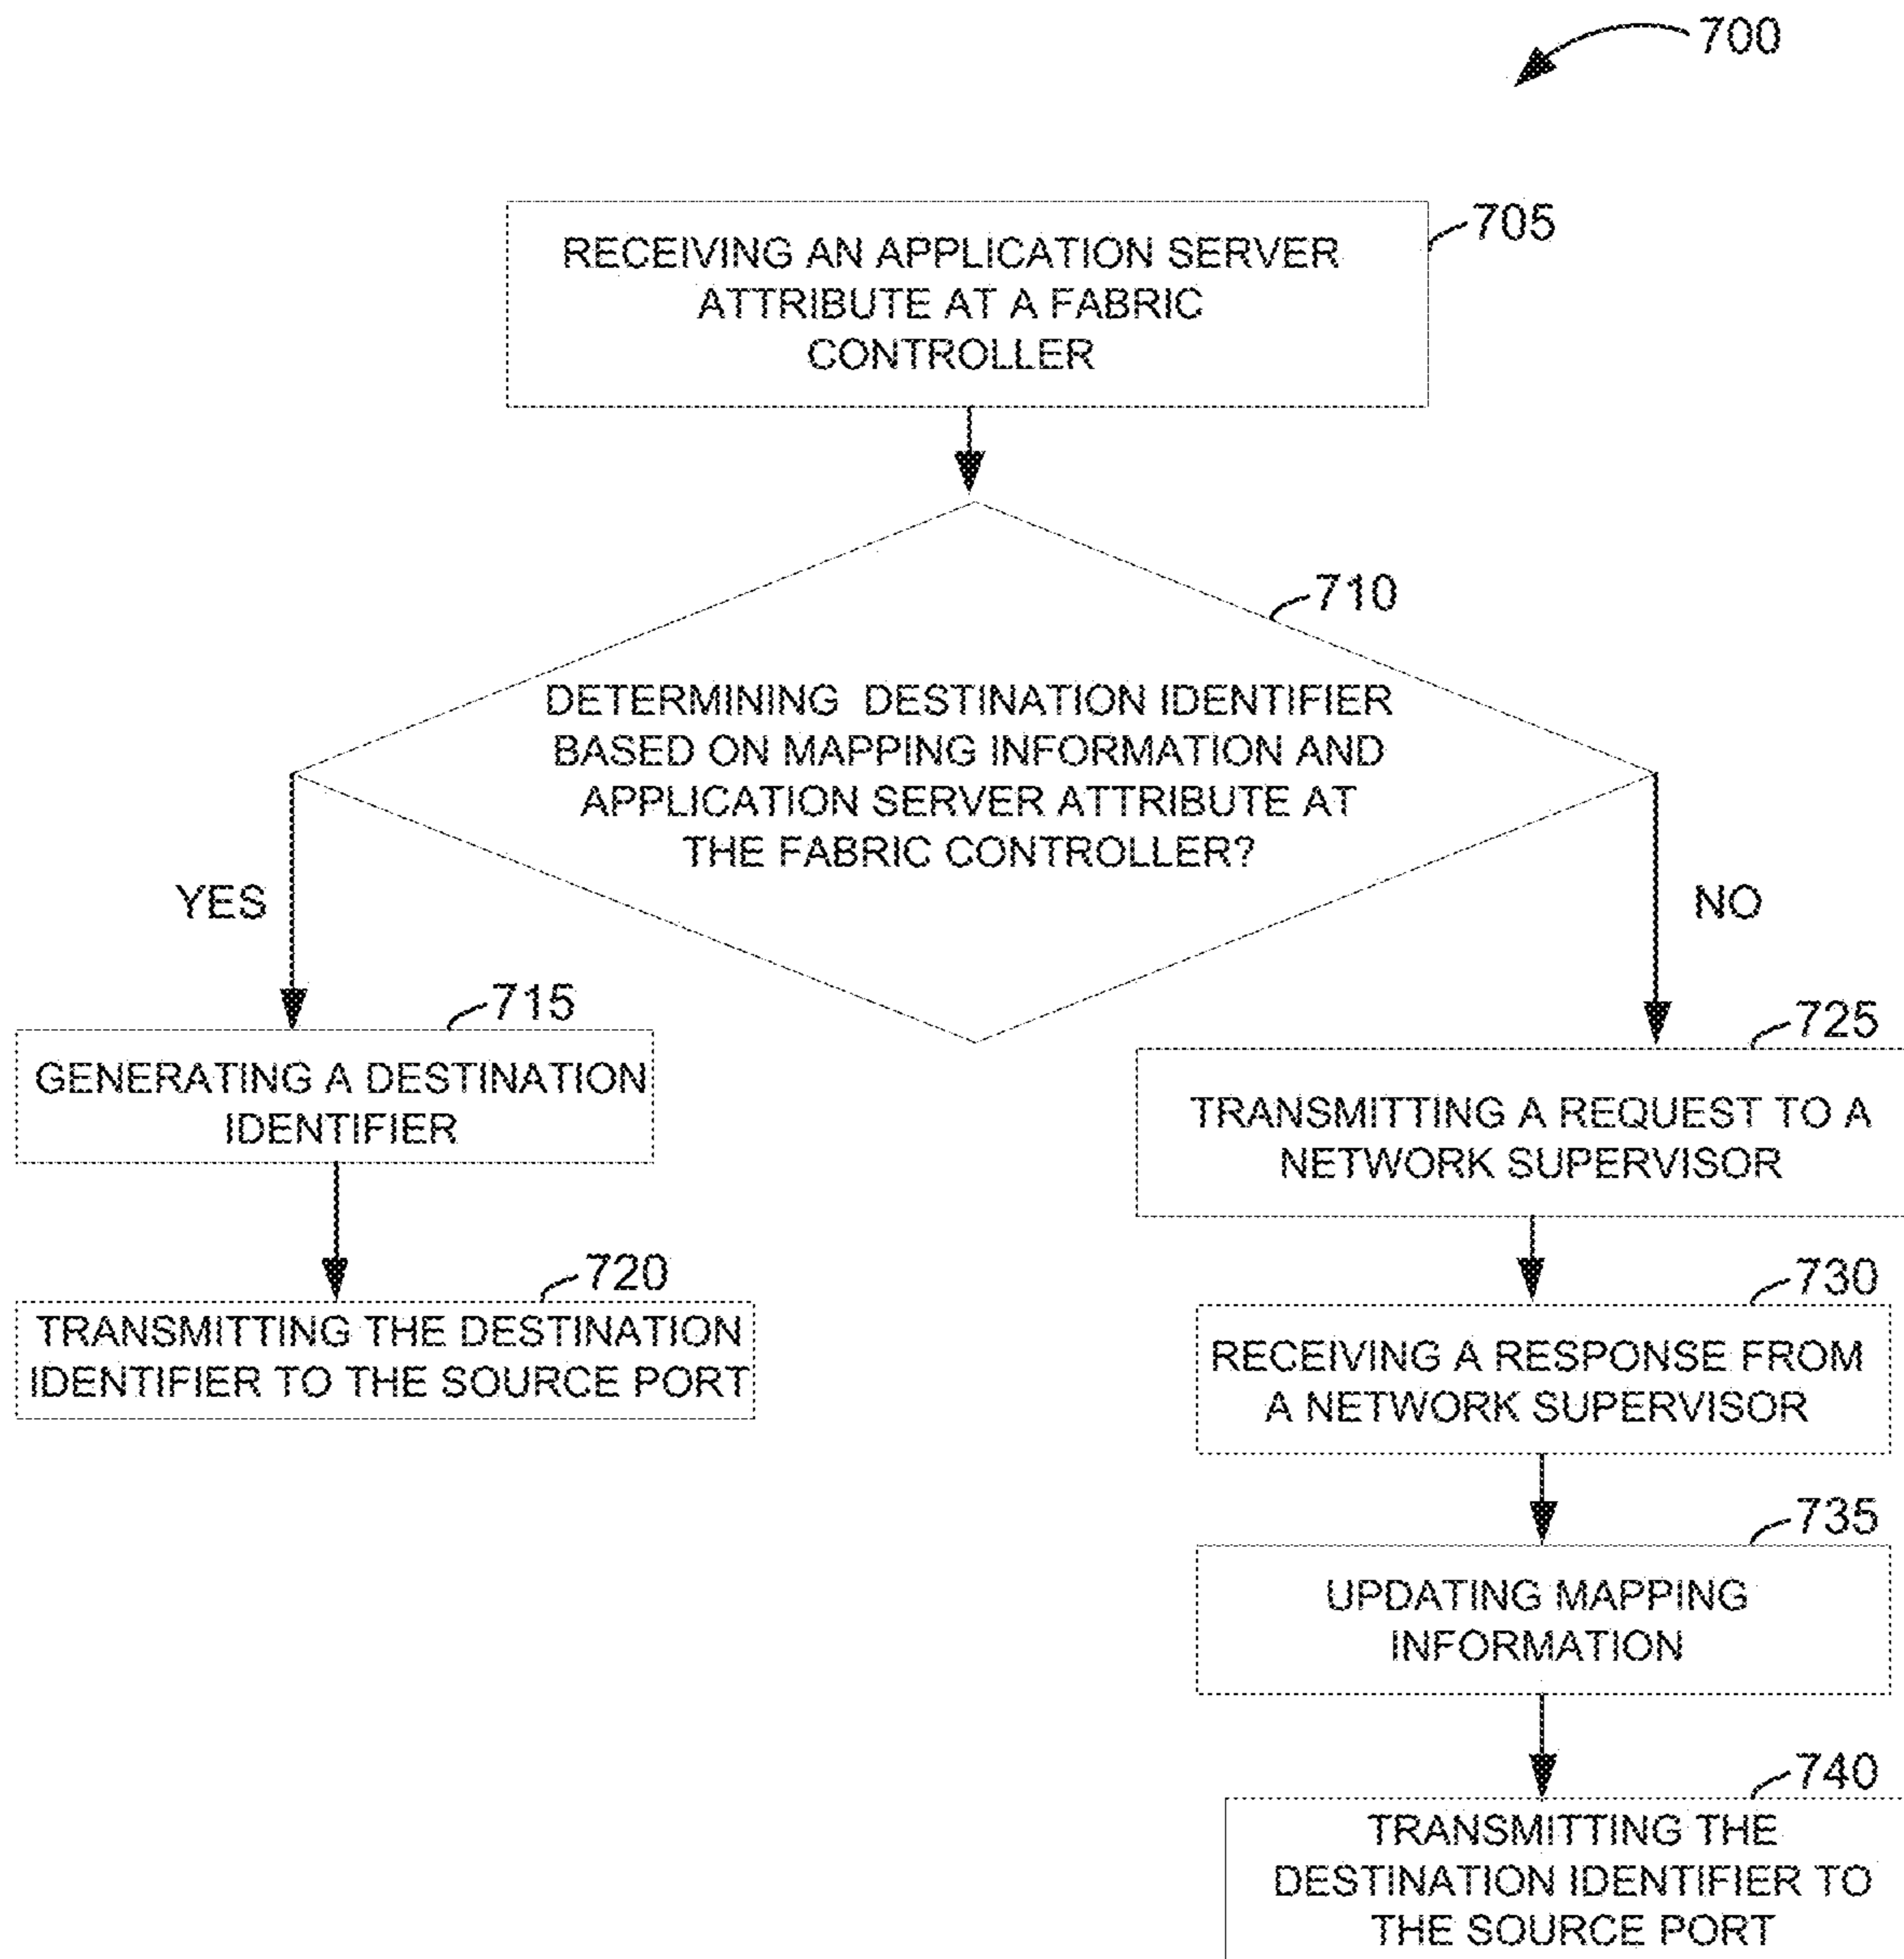 700
705
RECEIVING AN APPLICATION SERVER
ATTRIBUTE AT A FABRIC
CONTROLLER
710
DETERMINING DESTINATION IDENTIFIER
BASED ON MAPPING INFORMATION AND
APPLICATION SERVER ATTRIBUTE AT
THE FABRIC CONTROLLER?
YES
NO
715
GENERATING A DESTINATION
IDENTIFIER
720
TRANSMITTING THE DESTINATION
IDENTIFIER TO THE SOURCE PORT
725
TRANSMITTING A REQUEST TO A
NETWORK SUPERVISOR
730
RECEIVING A RESPONSE FROM
A NETWORK SUPERVISOR
735
UPDATING MAPPING
INFORMATION
740
TRANSMITTING THE
DESTINATION IDENTIFIER TO
THE SOURCE PORT